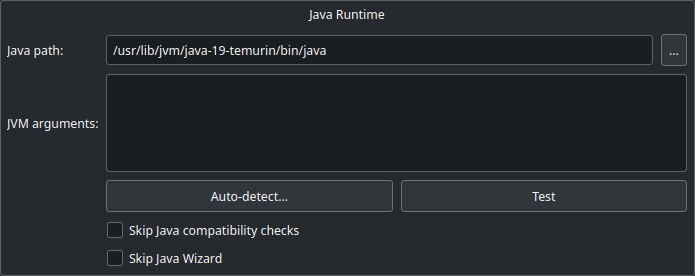 Java Runtime
Java path: /usr/lib/jvm/java-19-temurin/bin/java ...
JVM arguments:
Auto-detect... Test
Skip Java compatibility checks
Skip Java Wizard